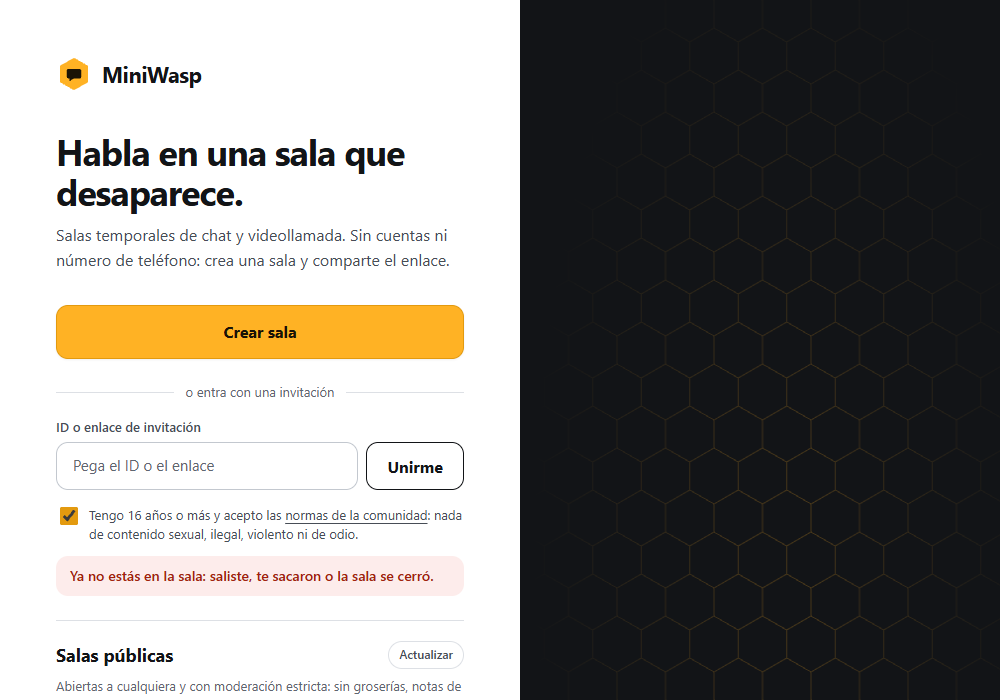 MiniWasp
Habla en una sala que
desaparece.
Salas temporales de chat y videollamada. Sin cuentas ni
número de teléfono: crea una sala y comparte el enlace.
Crear sala
o entra con una invitación
ID o enlace de invitación
Pega el ID o el enlace
Unirme
Tengo 16 años o más y acepto las normas de la comunidad: nada
de contenido sexual, ilegal, violento ni de odio.
Ya no estás en la sala: saliste, te sacaron o la sala se cerró.
Salas públicas
Actualizar
Abiertas a cualquiera y con moderación estricta: sin groserías, notas de